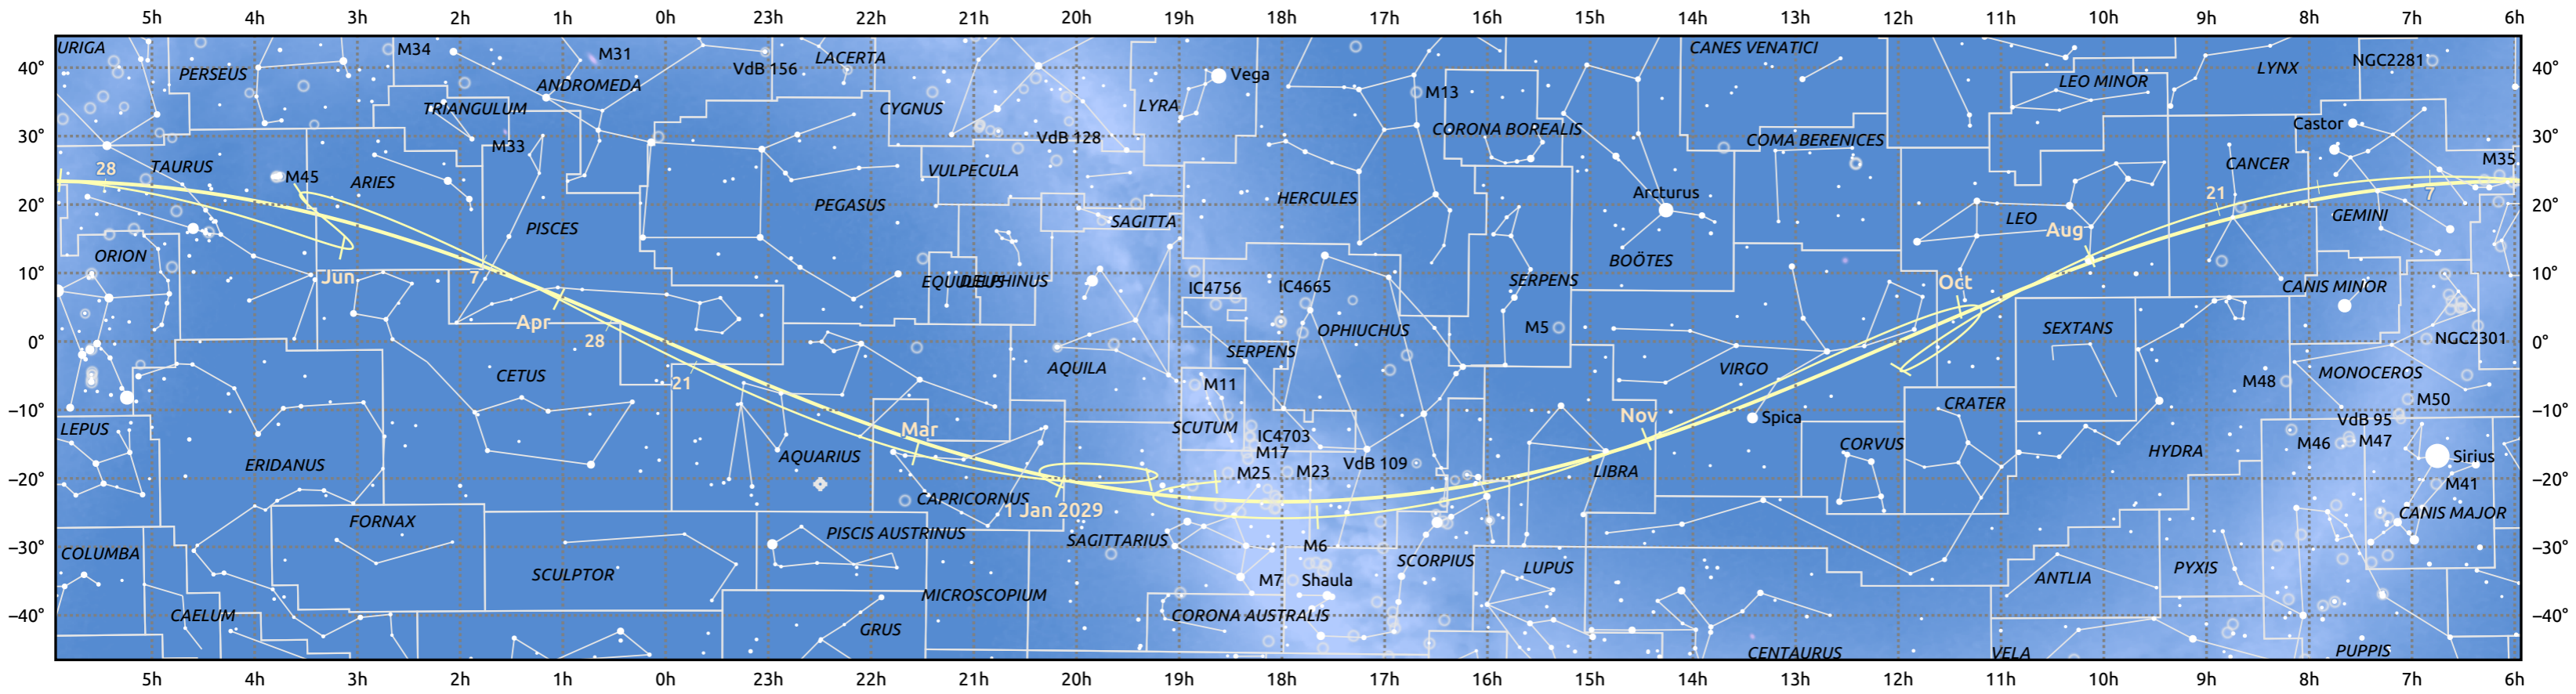 5h 4h 3h 2h 1h 0h 23h 22h 21h 20h 19h 18h 17h 16h 15h 14h 13h 12h 11h 10h 9h 8h 7h 6h
URIGA M34 M31 LACERTA CANES VENATICI
40° PERSEUS VdB 156 Vega LEO MINOR LYNX NGC2281 40°
ANDROMEDA
TRIANGULUM CYGNUS LYRA M13
30° M33 VdB 128 CORONA BOREALIS COMA BERENICES Castor 30°
28 TAURUS M45 ARIES VULPECULA CANCER M35
20° PISCES PEGASUS SAGITTA HERCULES Arcturus LEO 21 GEMINI 7 20°
ORION BOÖTES Aug
10° Jun 7 EQUULEUS DELPHINUS IC4756 IC4665 SERPENS Oct CANIS MINOR 10°
Apr OPHIUCHUS M5 SEXTANS
0° 28 SERPENS NGC2301 0°
CETUS 21 AQUILA M11 VIRGO M48 MONOCEROS
−10° LEPUS Mar SCUTUM IC4703 Nov Spica CRATER VdB 95 M50 −10°
ERIDANUS AQUARIUS M17 VdB 109 CORVUS HYDRA M46 M47 Sirius
−20° CAPRICORNUS M25 M23 LIBRA M41 −20°
FORNAX 1 Jan 2029 CANIS MAJOR
−30° COLUMBA PISCIS AUSTRINUS SAGITTARIUS M6 SCORPIUS −30°
SCULPTOR M7 Shaula LUPUS ANTLIA PYXIS
−40° CAELUM MICROSCOPIUM CORONA AUSTRALIS −40°
GRUS CENTAURUS VELA PUPPIS
5h 4h 3h 2h 1h 0h 23h 22h 21h 20h 19h 18h 17h 16h 15h 14h 13h 12h 11h 10h 9h 8h 7h 6h